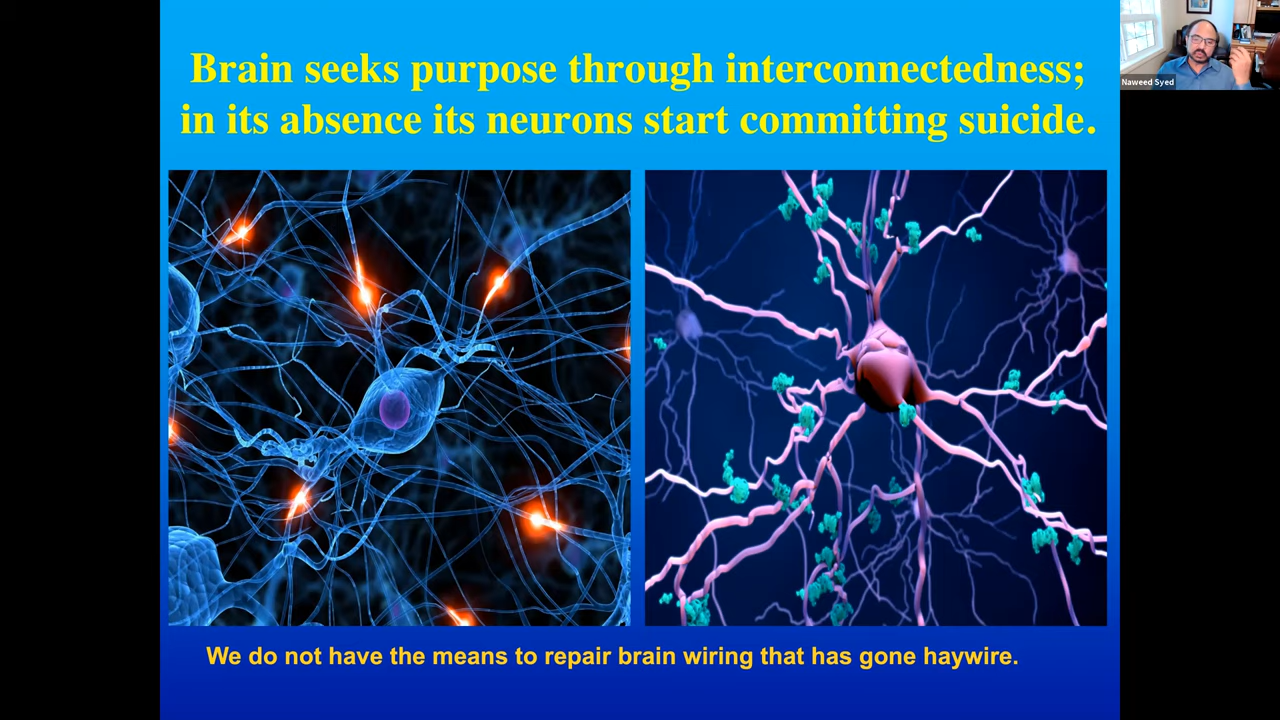 Brain seeks purpose through interconnectedness;
in its absence its neurons start committing suicide.
Naweed Syed
We do not have the means to repair brain wiring that has gone haywire.